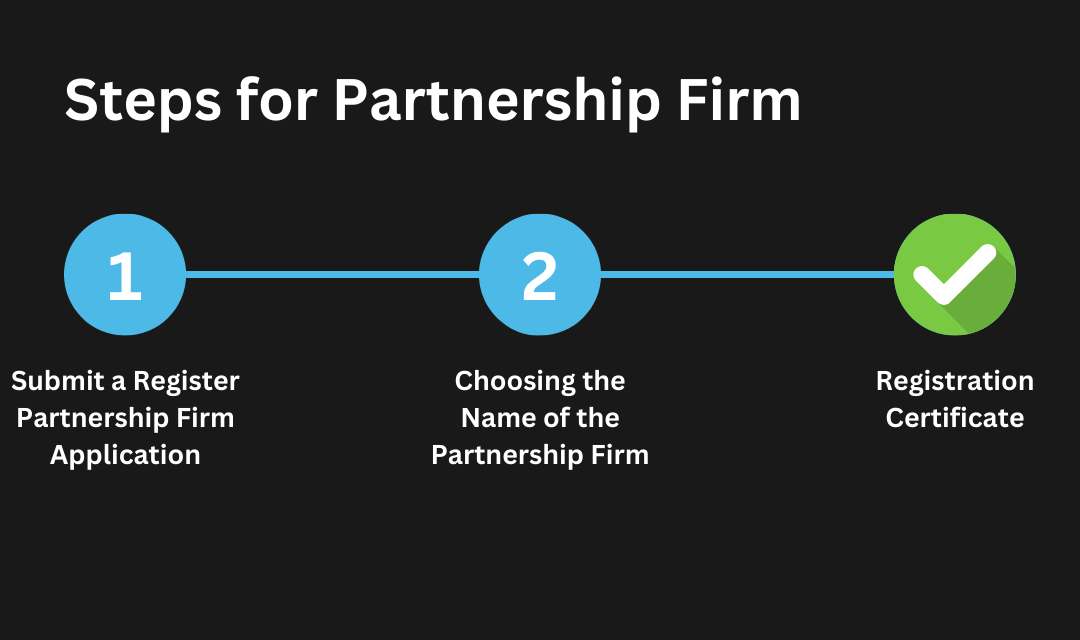 Steps for Partnership Firm
1
Submit a Register
Partnership Firm
Application
2
Choosing the
Name of the
Partnership Firm
Registration
Certificate